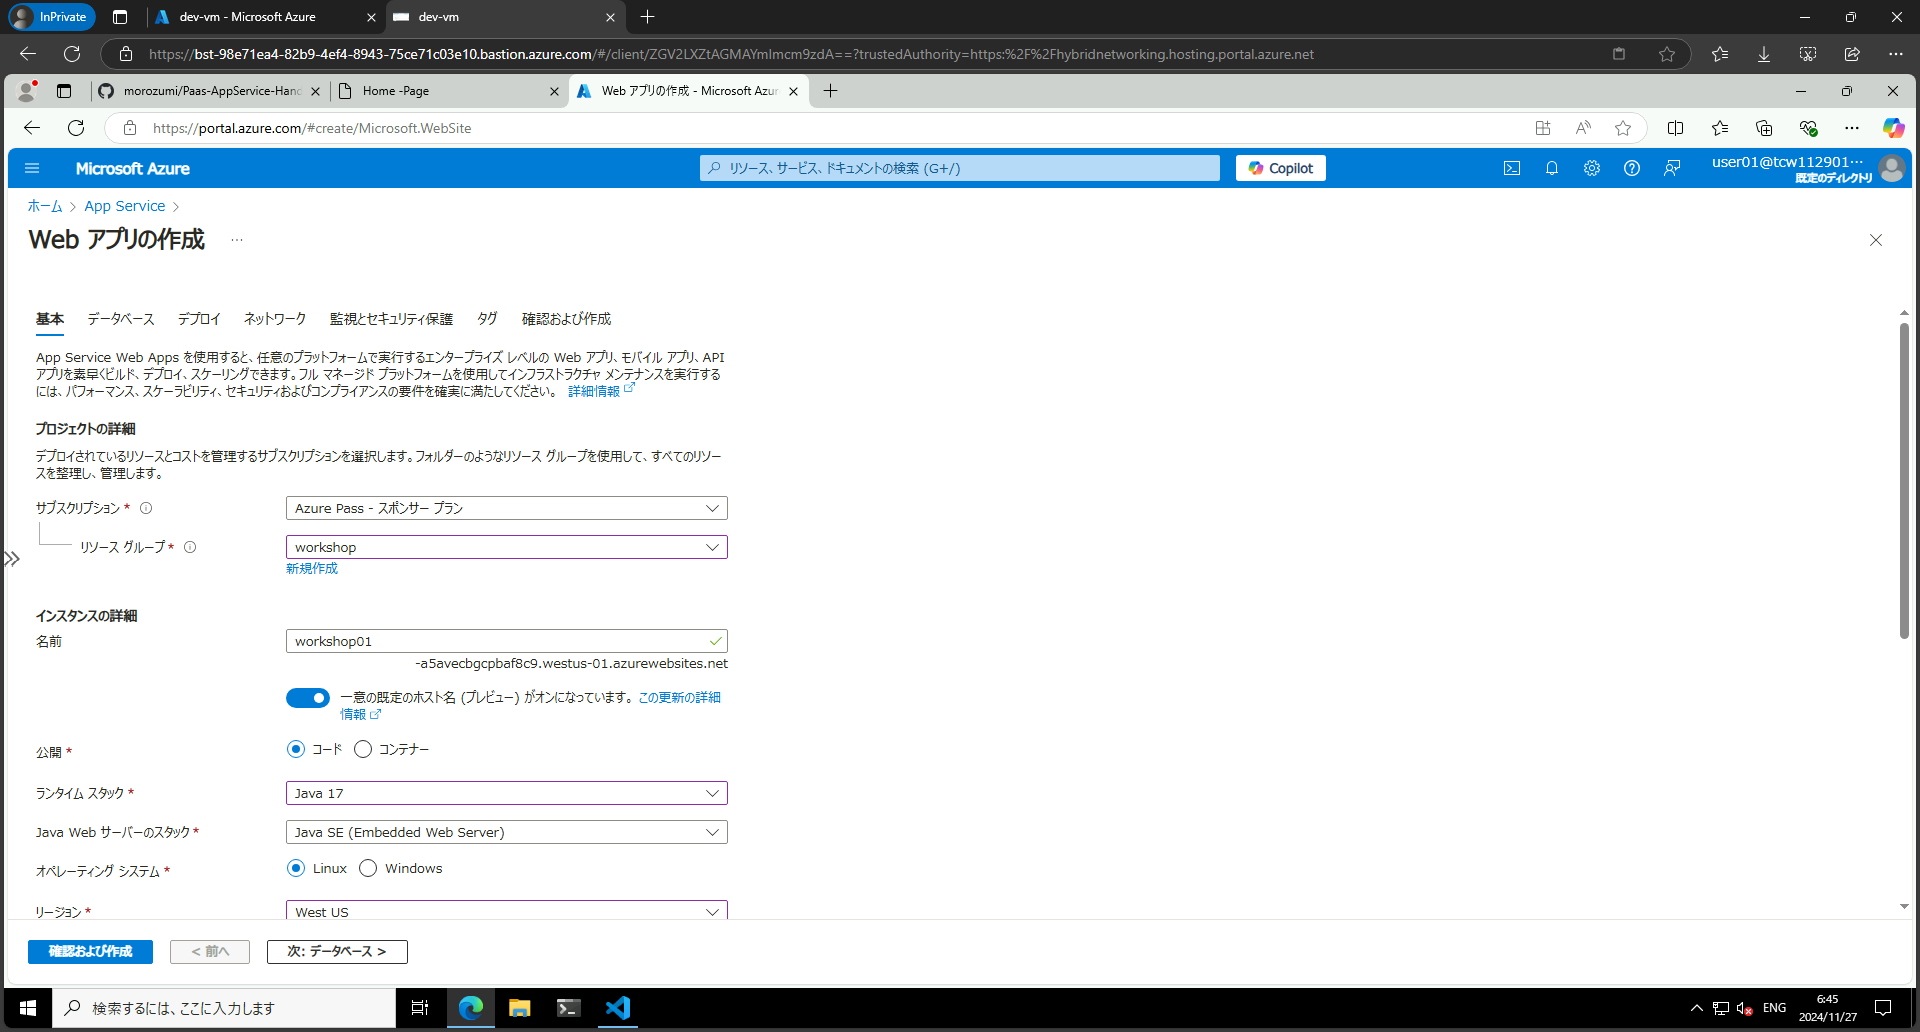 InPrivate
dev-vm - Microsoft Azure
dev-vm
https://bst-98e71ea4-82b9-4ef4-8943-75ce71c03e10.bastion.azure.com/#/client/ZGV2LXZtAGMAYmlmcm9zdA==?trustedAuthority=https:%2F%2Fhybridnetworking.hosting.portal.azure.net
morozumi/Paas-AppService-Hand
Home -Page
Web アプリの作成 - Microsoft Azur
https://portal.azure.com/#create/Microsoft.WebSite
Microsoft Azure
リソース、サービス、ドキュメントの検索 (G+/)
Copilot
user01@tcw112901…
既定のディレクトリ
ホーム > App Service >
Web アプリの作成 …
基本 データベース デプロイ ネットワーク 監視とセキュリティ保護 タグ 確認および作成
App Service Web Apps を使用すると、任意のプラットフォームで実行するエンタープライズ レベルの Web アプリ、モバイル アプリ、API
アプリを素早くビルド、デプロイ、スケーリングできます。フル マネージド プラットフォームを使用してインフラストラクチャ メンテナンスを実行する
には、パフォーマンス、スケーラビリティ、セキュリティおよびコンプライアンスの要件を確実に満たしてください。 詳細情報
プロジェクトの詳細
デプロイされているリソースとコストを管理するサブスクリプションを選択します。フォルダーのようなリソース グループを使用して、すべてのリソー
スを整理し、管理します。
サブスクリプション *
Azure Pass - スポンサー プラン
リソース グループ *
workshop
新規作成
インスタンスの詳細
名前
workshop01
-a5avecbgcpbaf8c9.westus-01.azurewebsites.net
一意の既定のホスト名 (プレビュー) がオンになっています。 この更新の詳細
情報
公開 *
コード コンテナー
ランタイム スタック *
Java 17
Java Web サーバーのスタック *
Java SE (Embedded Web Server)
オペレーティング システム *
Linux Windows
リージョン *
West US
確認および作成
< 前へ
次: データベース >
検索するには、ここに入力します
ENG
6:45
2024/11/27